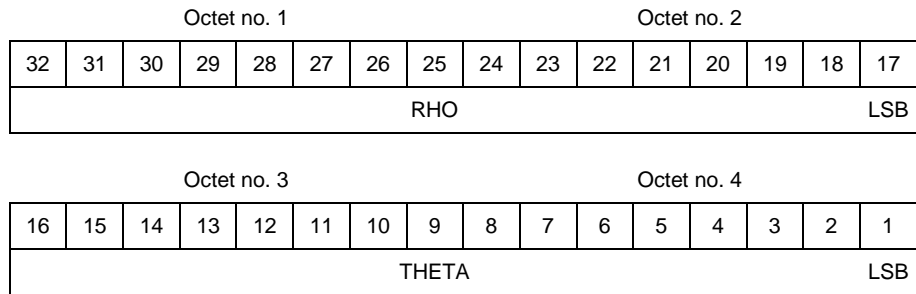 Octet no. 1 Octet no. 2
32 31 30 29 28 27 26 25 24 23 22 21 20 19 18 17
RHO LSB
Octet no. 3 Octet no. 4
16 15 14 13 12 11 10 9 8 7 6 5 4 3 2 1
THETA LSB